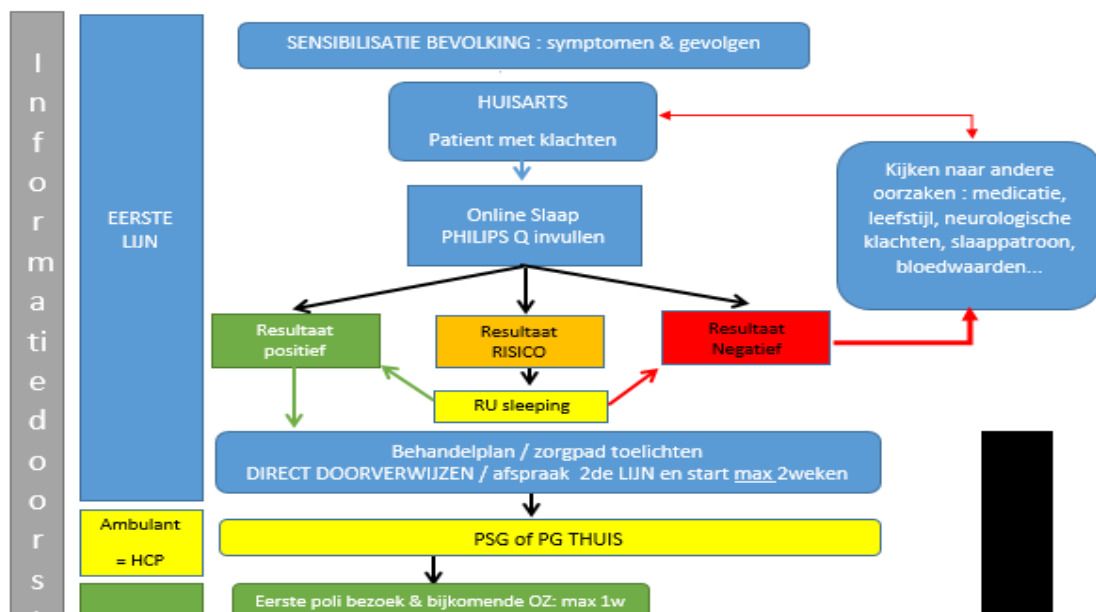 Informatiedoors
SENSIBILISATIE BEVOLKING : symptomen & gevolgen
HUISARTS
Patient met klachten
Kijken naar andere
oorzaken : medicatie,
leefstijl, neurologische
klachten, slaappatroon,
bloedwaarden...
EERSTE
LIJN
Online Slaap
PHILIPS Q invullen
Resultaat
positief
Resultaat
RISICO
Resultaat
Negatief
RU sleeping
Behandelplan / zorgpad toelichten
DIRECT DOORVERWIJZEN / afspraak 2de LIJN en start max 2weken
Ambulant
= HCP
PSG of PG THUIS
Eerste poli bezoek & bijkomende OZ: max 1w